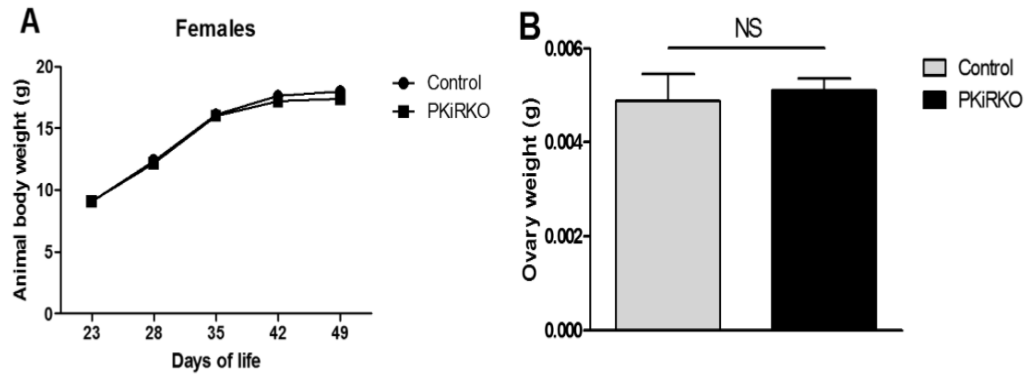 A
Females
Animal body weight (g)
20
15
10
5
0
23 28 35 42 49
Days of life
Control
PKiRKO
B
NS
Ovary weight (g)
0.006
0.004
0.002
0.000
Control
PKiRKO